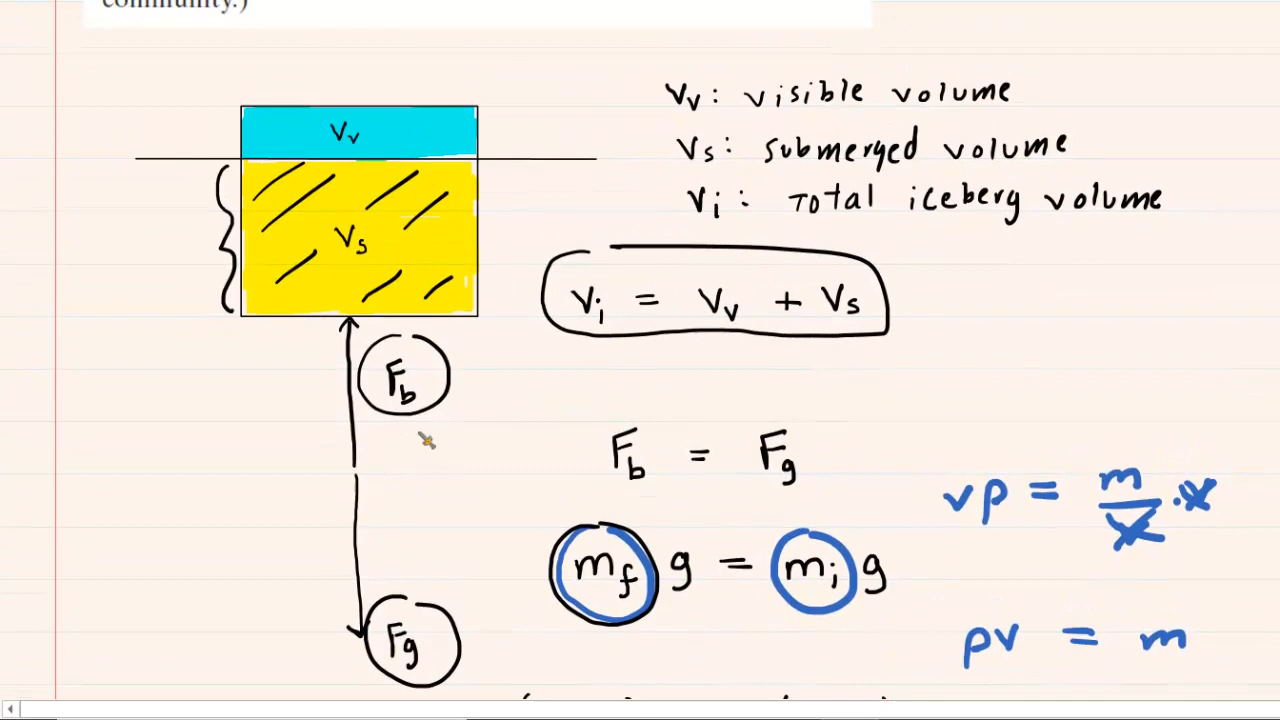 community.)
Vv
Vs
Fb
Fg
Vv: visible volume
Vs: submerged volume
Vi: Total iceberg volume
Vi = Vv + Vs
Fb = Fg
mf g = mi g
vρ = m/v · v
ρv = m